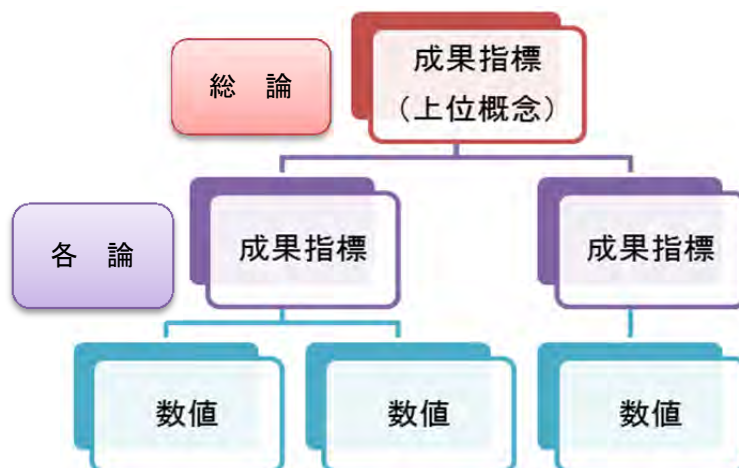 総　論
成果指標
（上位概念）
各　論
成果指標
成果指標
数値
数値
数値